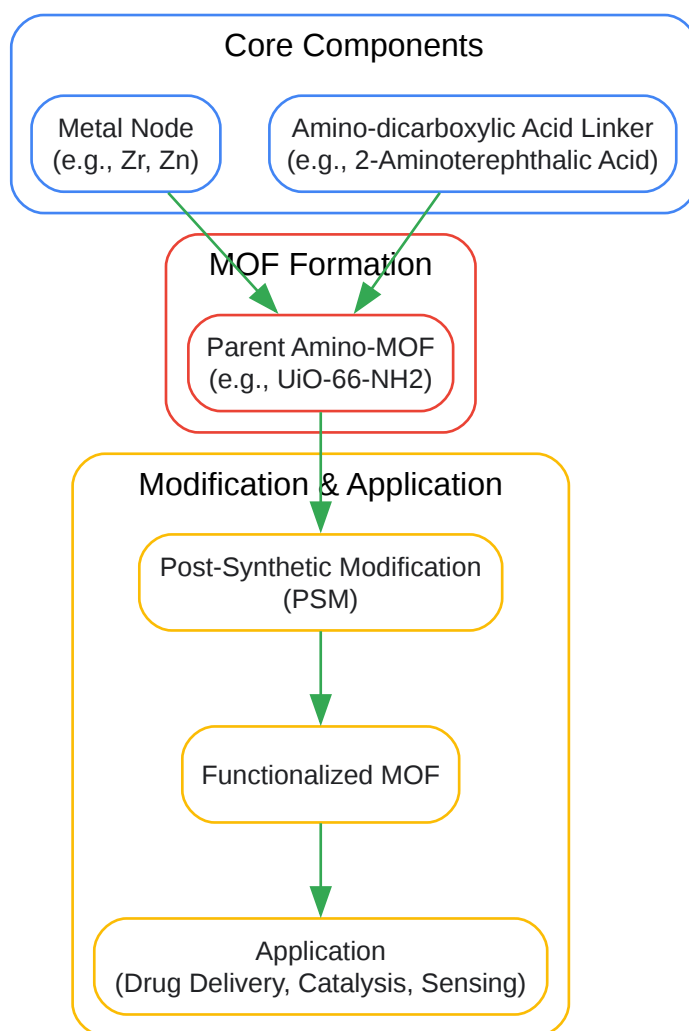 Core Components
Metal Node
(e.g., Zr, Zn)
Amino-dicarboxylic Acid Linker
(e.g., 2-Aminoterephthalic Acid)
MOF Formation
Parent Amino-MOF
(e.g., UiO-66-NH2)
Modification & Application
Post-Synthetic Modification
(PSM)
Functionalized MOF
Application
(Drug Delivery, Catalysis, Sensing)